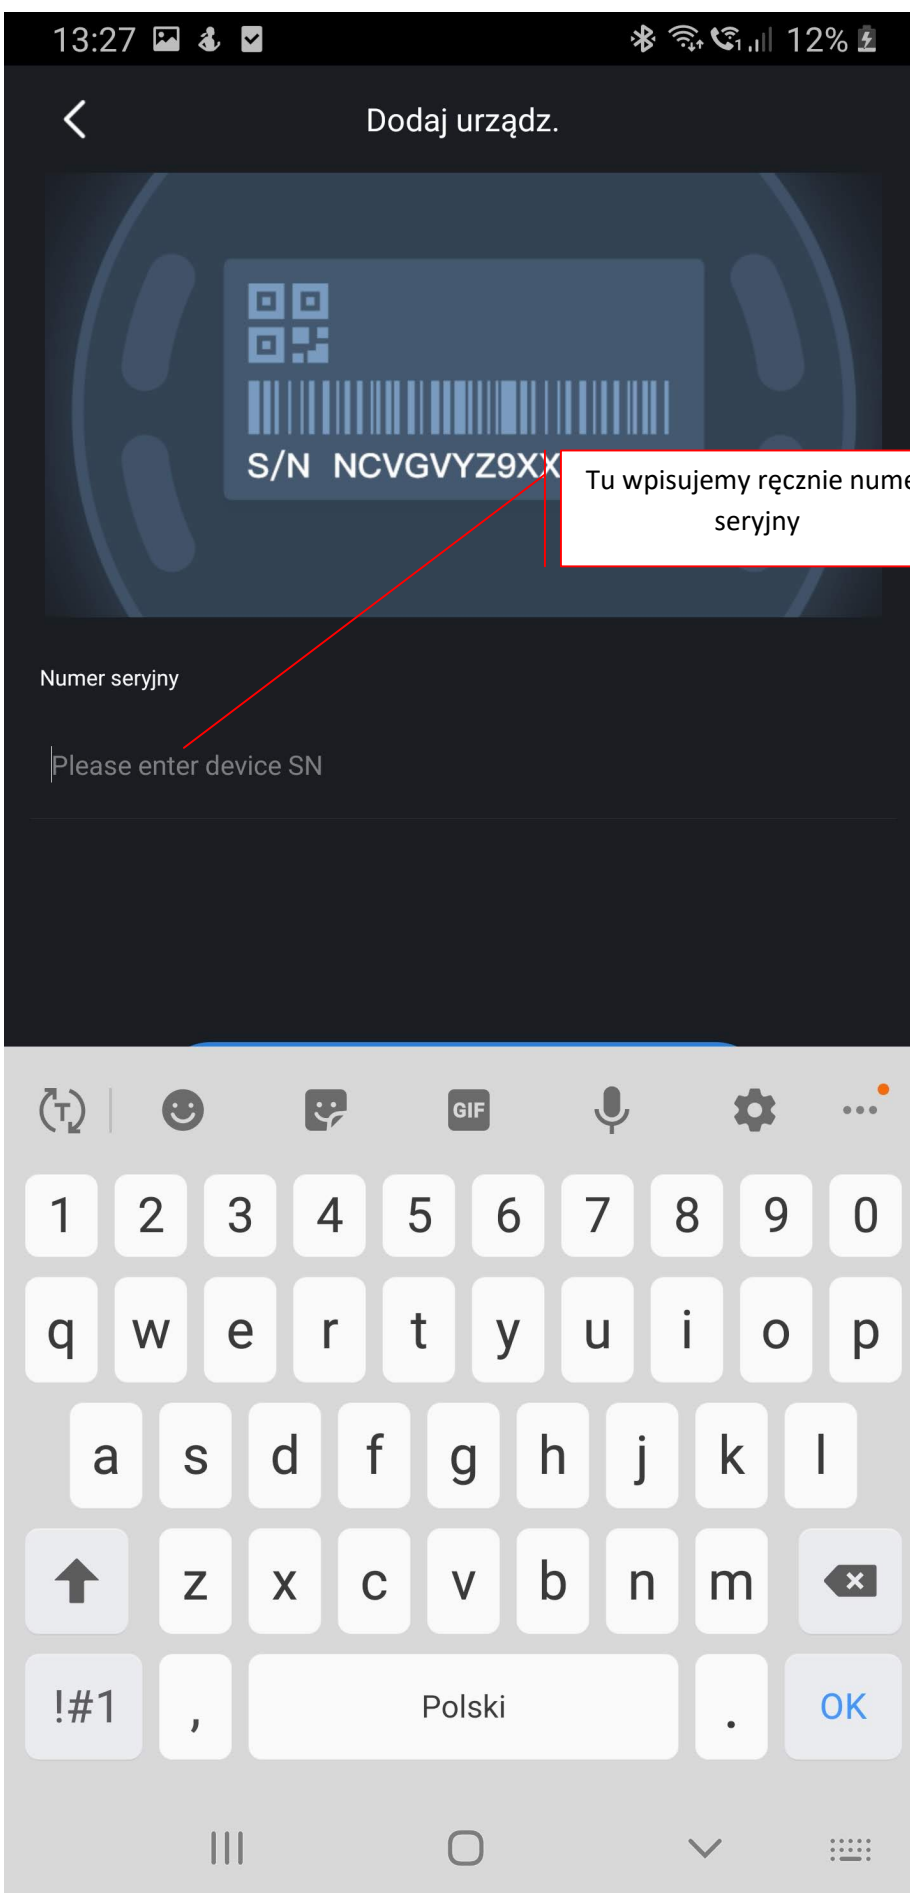 13:27 12%
Dodaj urządz.
S/N NCVGVYZ9XX
Tu wpisujemy ręcznie
seryjny
Numer seryjny
Please enter device SN
GIF
1 2 3 4 5 6 7 8 9 0
q w e r t y u i o p
a s d f g h j k l
z x c v b n m
!#1 , Polski . OK